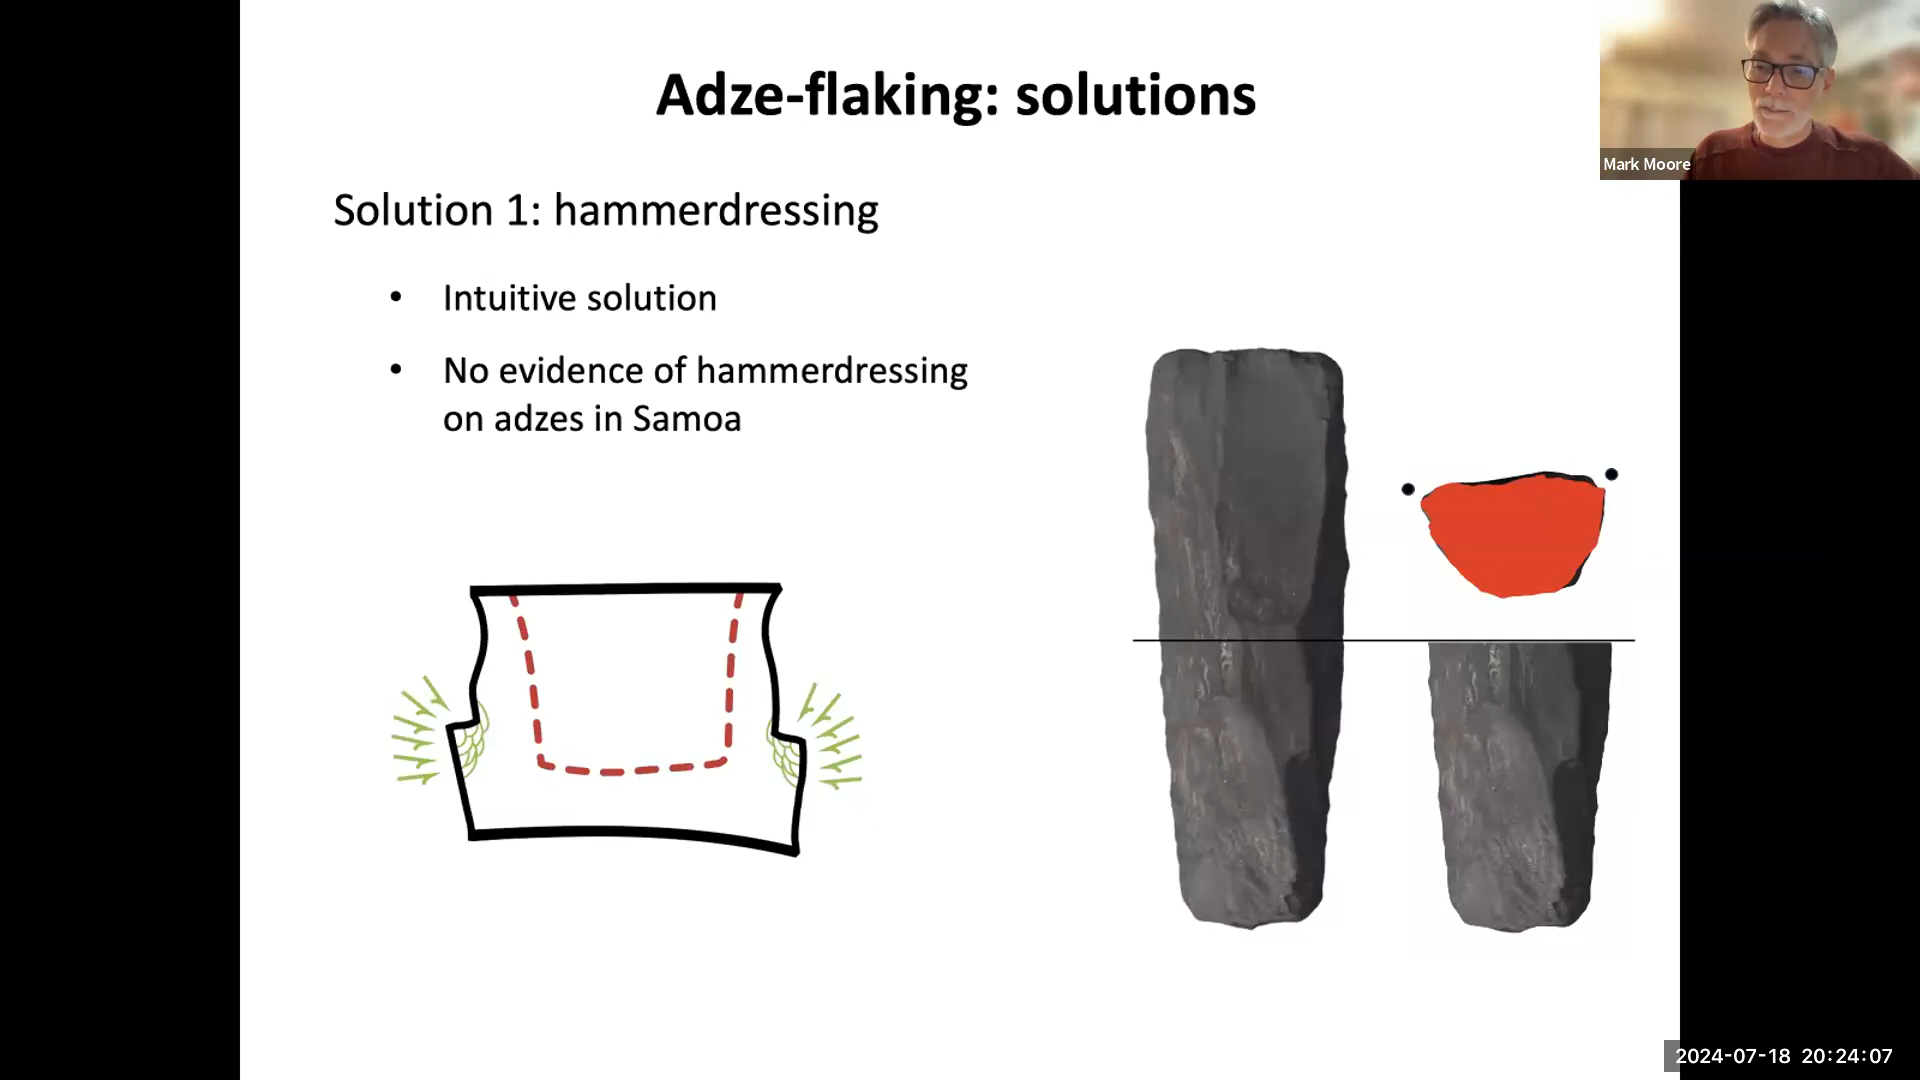 Adze-flaking: solutions
Mark Moore
Solution 1: hammerdressing
• Intuitive solution
• No evidence of hammerdressing
on adzes in Samoa
2024-07-18 20:24:07